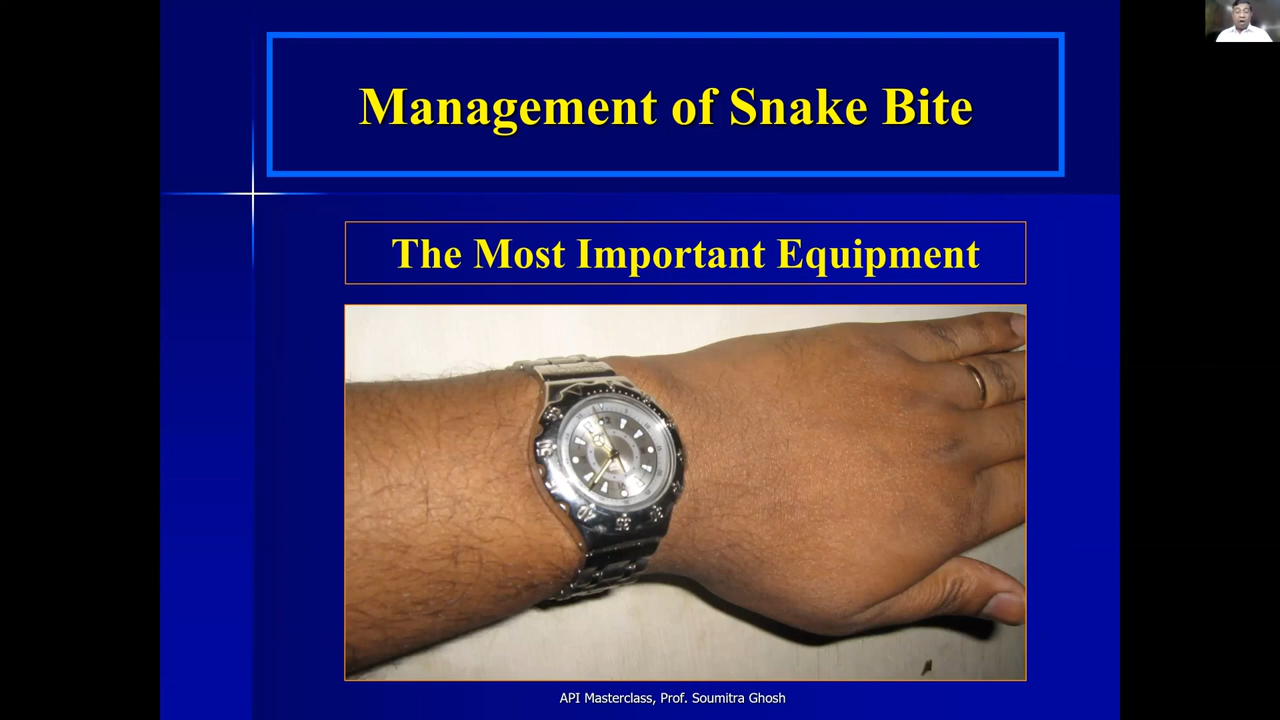 Management of Snake Bite
The Most Important Equipment
API Masterclass, Prof. Soumitra Ghosh